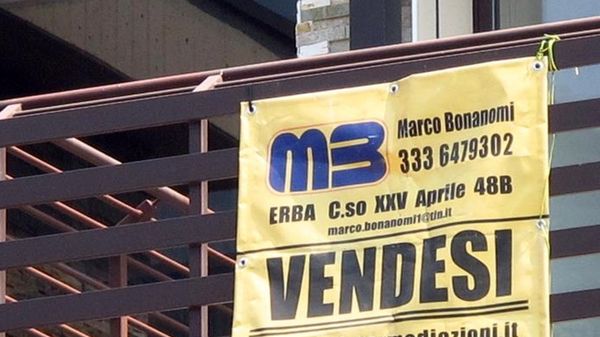 MB
Marco Bonanomi
333 6479302
ERBA C.so XXV Aprile 48B
marco.bonanomi1@tin.it
VENDESI